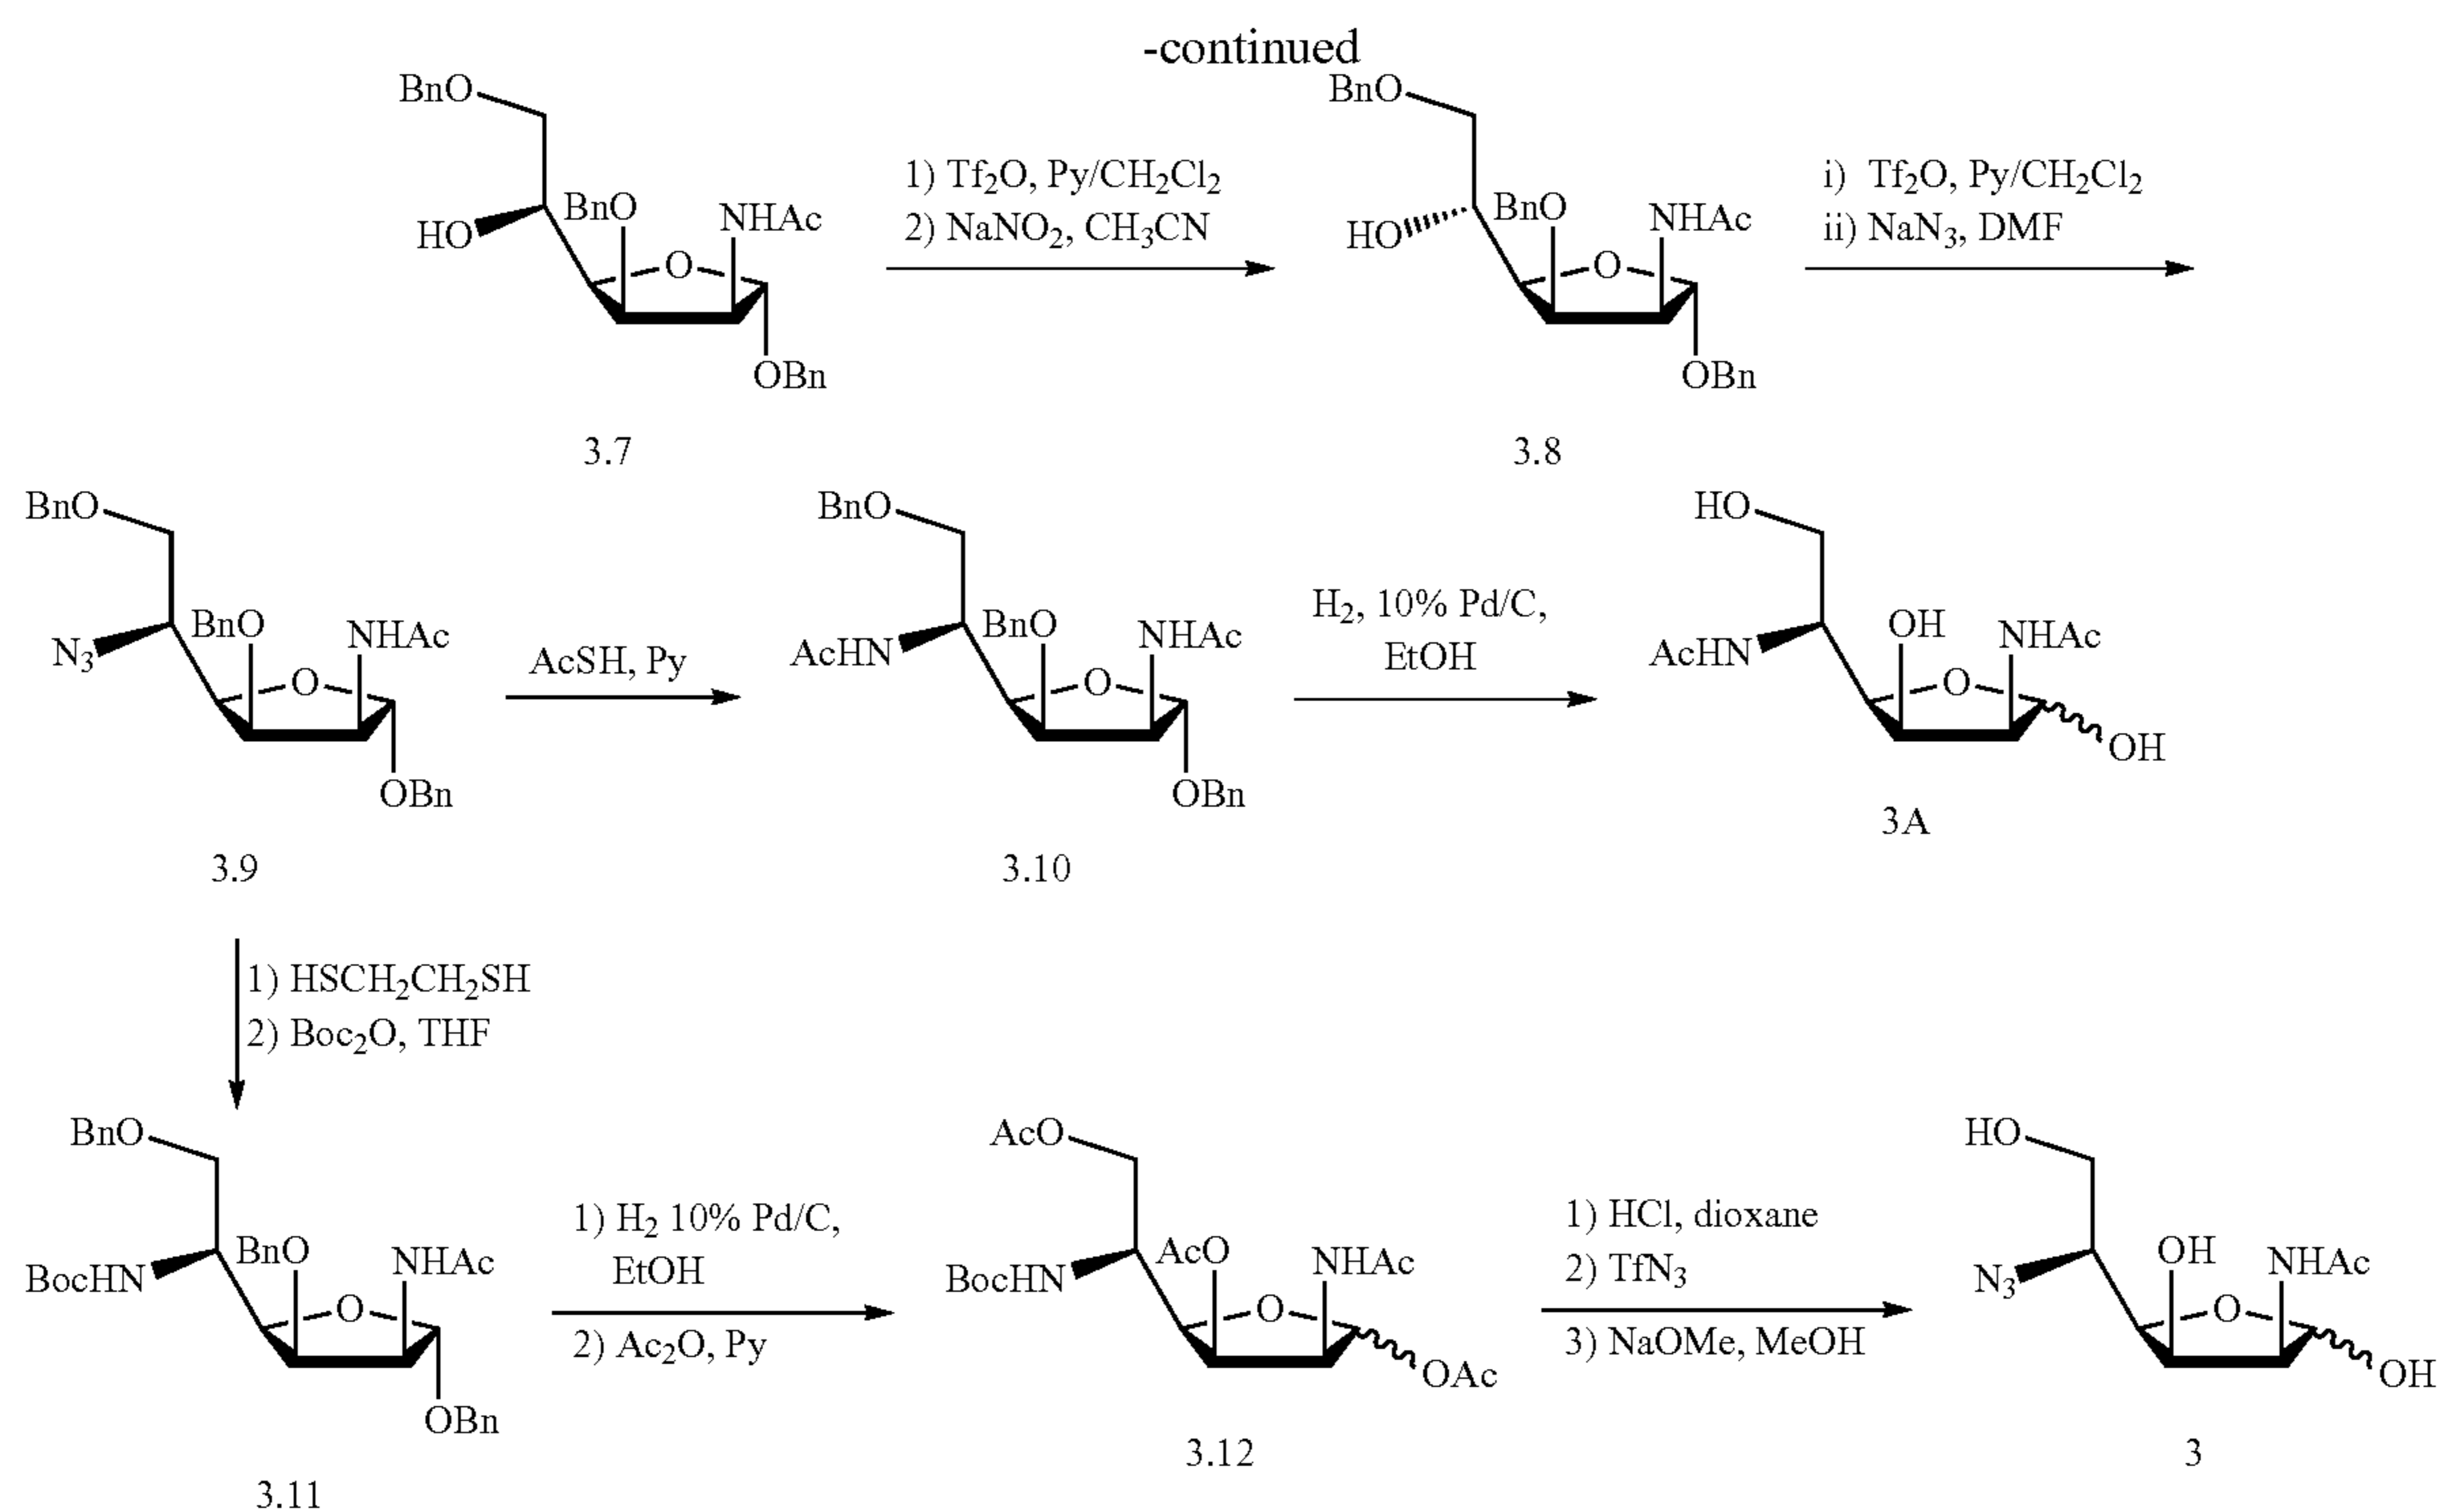 -continued
BnO
HO
BnO
NHAc
O
OBn
3.7
1) Tf₂O, Py/CH₂Cl₂
2) NaNO₂, CH₃CN
BnO
HO
BnO
NHAc
O
OBn
3.8
i) Tf₂O, Py/CH₂Cl₂
ii) NaN₃, DMF
BnO
N₃
BnO
NHAc
O
OBn
3.9
AcSH, Py
BnO
AcHN
BnO
NHAc
O
OBn
3.10
H₂, 10% Pd/C,
EtOH
HO
AcHN
OH
NHAc
O
OH
3A
1) HSCH₂CH₂SH
2) Boc₂O, THF
BnO
BocHN
BnO
NHAc
O
OBn
3.11
1) H₂ 10% Pd/C,
EtOH
2) Ac₂O, Py
AcO
BocHN
AcO
NHAc
O
OAc
3.12
1) HCl, dioxane
2) TfN₃
3) NaOMe, MeOH
HO
N₃
OH
NHAc
O
OH
3